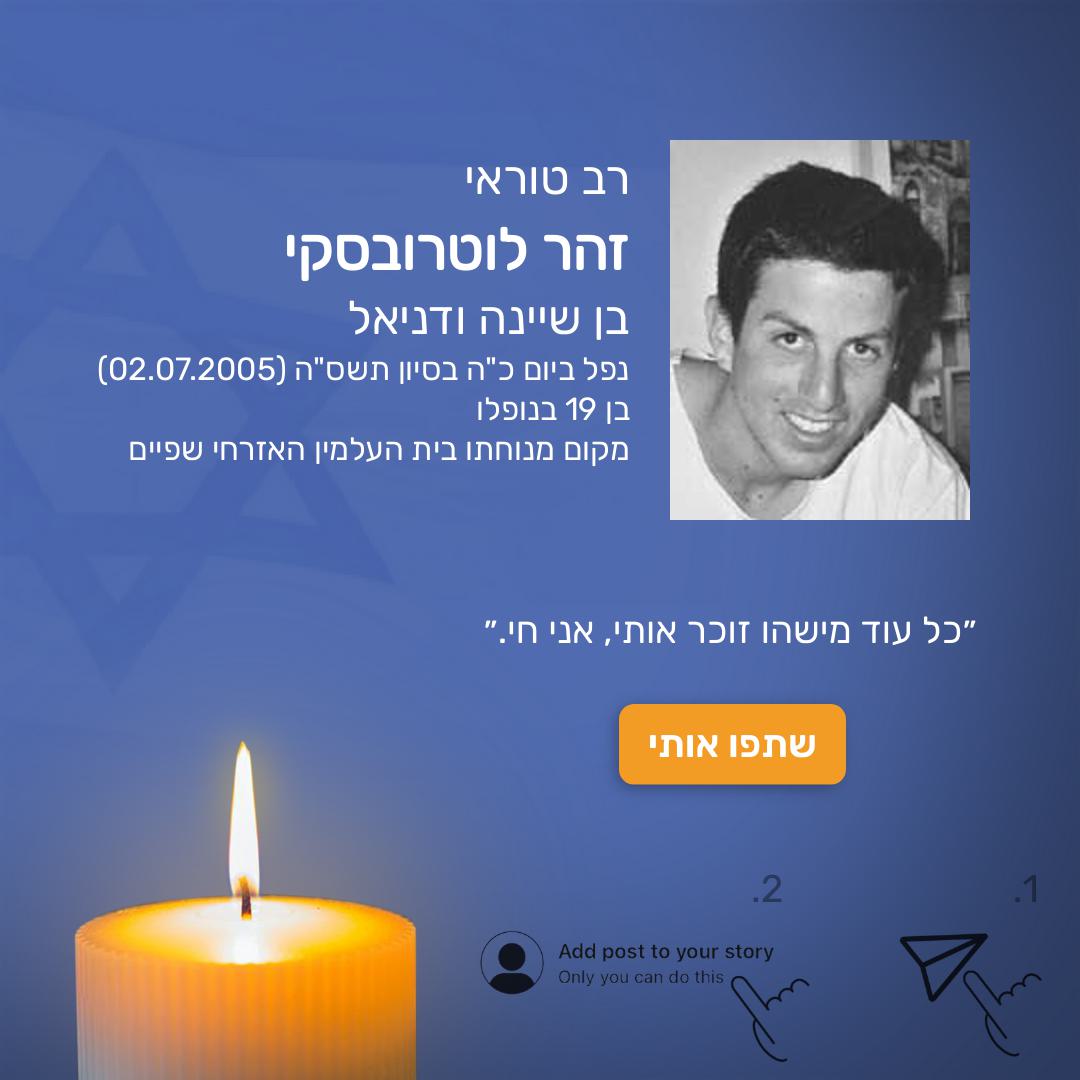 רב טוראי
זהר לוטרובסקי
בן שיינה ודניאל
נפל ביום כ"ה בסיון תשס"ה (02.07.2005)
בן 19 בנופלו
מקום מנוחתו בית העלמין האזרחי שפיים
״כל עוד מישהו זוכר אותי, אני חי.״
שתפו אותי
.1
.2
Add post to your story
Only you can do this